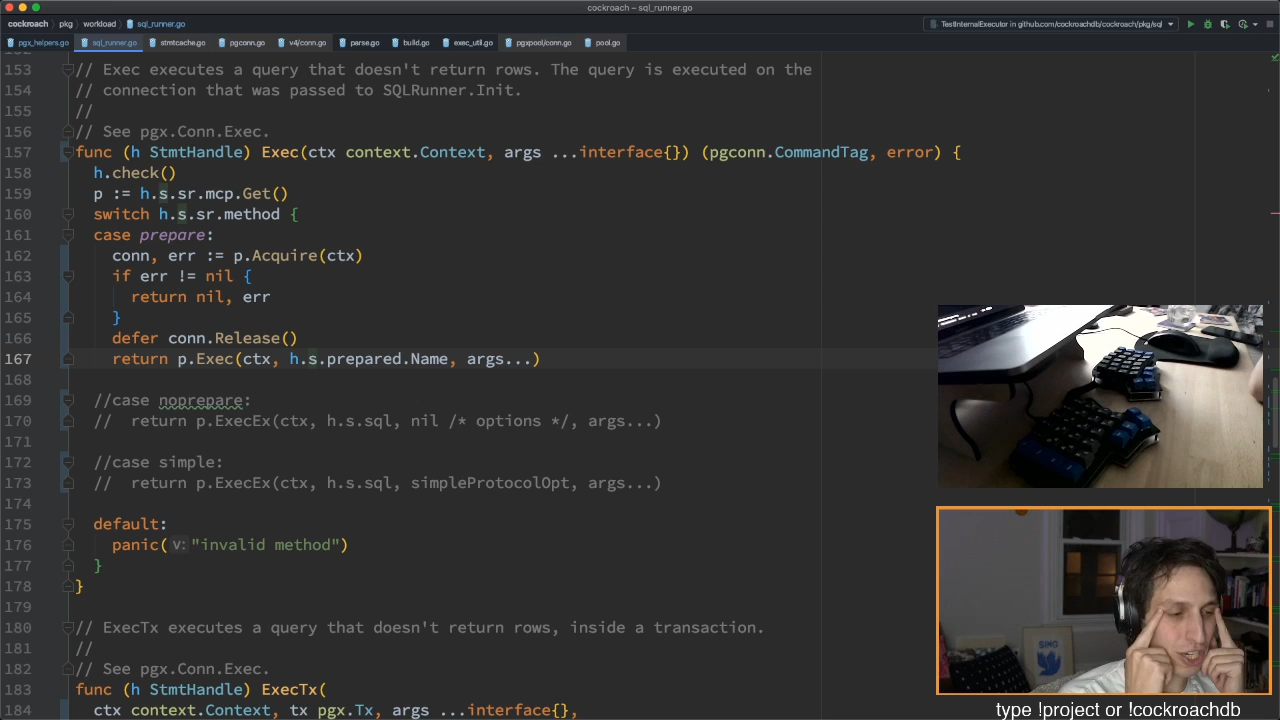 cockroach – sql_runner.go
cockroach pkg workload sql_runner.go
TestInternalExecutor in github.com/cockroachdb/cockroach/pkg/sql
pgx_helpers.go sql_runner.go stmtcache.go pgconn.go v4/conn.go parse.go build.go exec_util.go pgxpool/conn.go pool.go
153 // Exec executes a query that doesn't return rows. The query is executed on the
154 // connection that was passed to SQLRunner.Init.
155 //
156 // See pgx.Conn.Exec.
157 func (h StmtHandle) Exec(ctx context.Context, args ...interface{}) (pgconn.CommandTag, error) {
158 h.check()
159 p := h.s.sr.mcp.Get()
160 switch h.s.sr.method {
161 case prepare:
162 conn, err := p.Acquire(ctx)
163 if err != nil {
164 return nil, err
165 }
166 defer conn.Release()
167 return p.Exec(ctx, h.s.prepared.Name, args...)
168
169 //case noprepare:
170 // return p.ExecEx(ctx, h.s.sql, nil /* options */, args...)
171
172 //case simple:
173 // return p.ExecEx(ctx, h.s.sql, simpleProtocolOpt, args...)
174
175 default:
176 panic( v: "invalid method")
177 }
178 }
179
180 // ExecTx executes a query that doesn't return rows, inside a transaction.
181 //
182 // See pgx.Conn.Exec.
183 func (h StmtHandle) ExecTx(
184 ctx context.Context, tx pgx.Tx, args ...interface{},
type !project or !cockroachdb